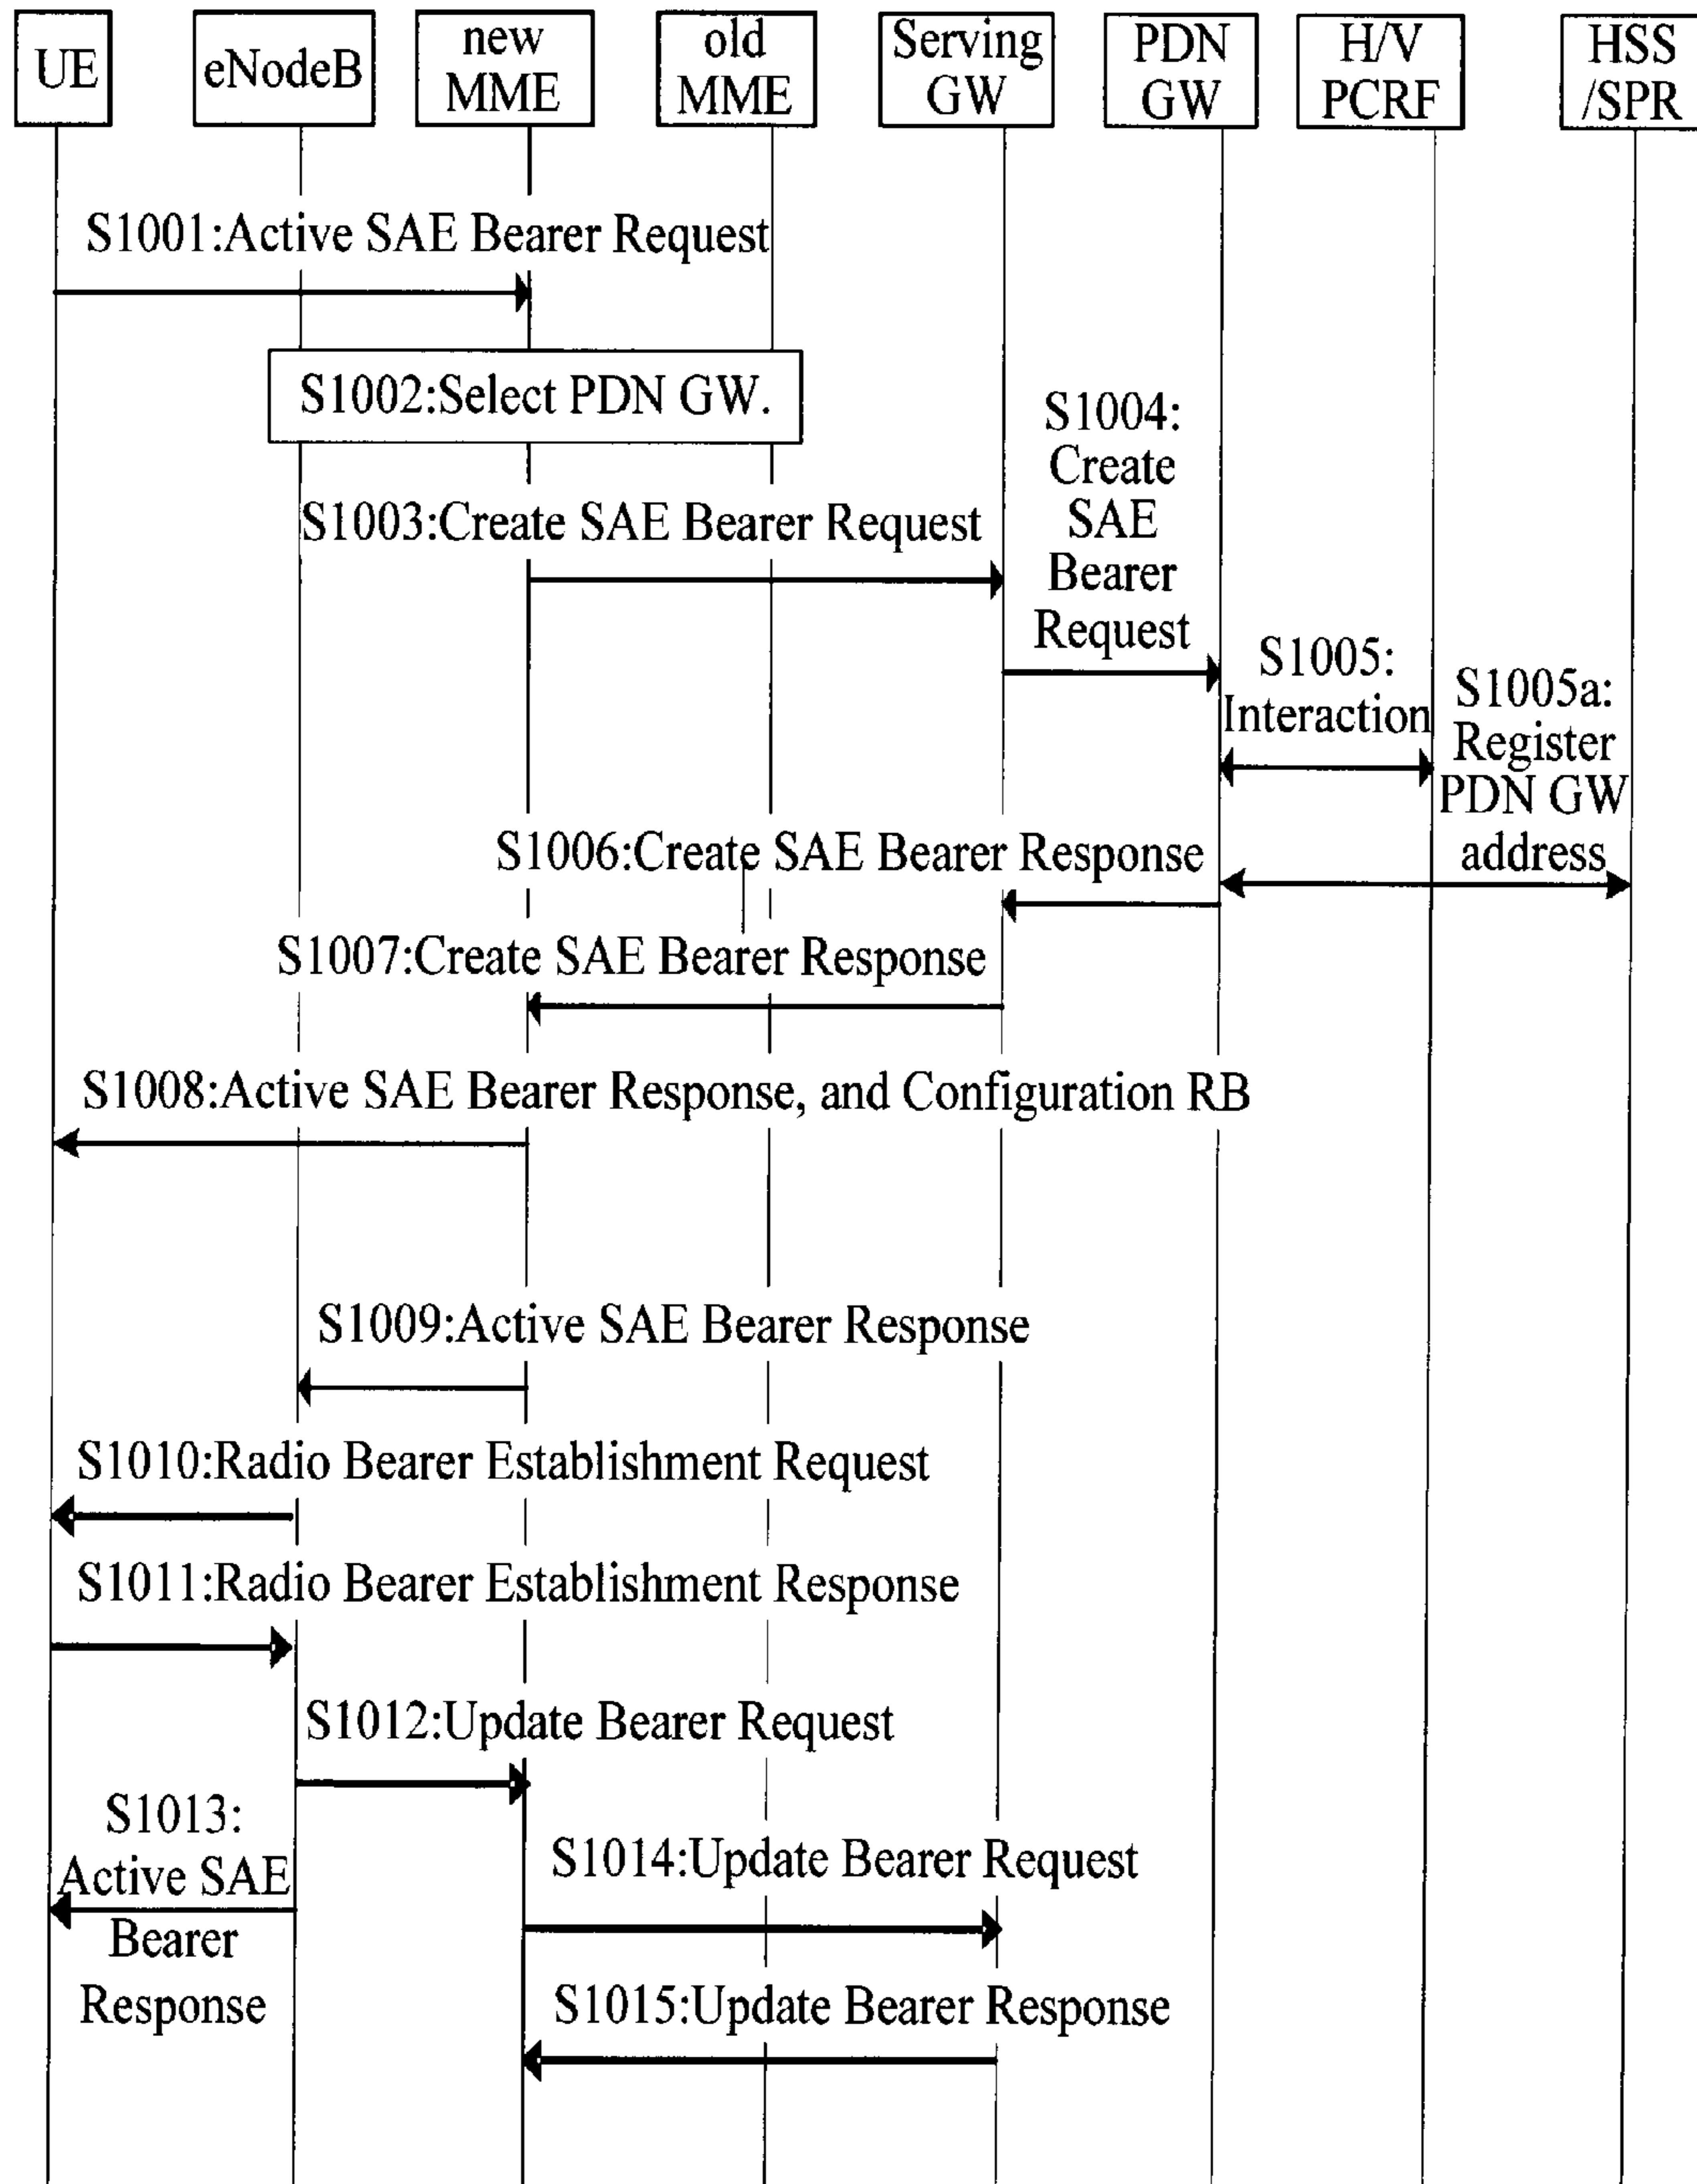 UE
eNodeB
new
MME
old
MME
Serving
GW
PDN
GW
H/V
PCRF
HSS
/SPR
S1001:Active SAE Bearer Request
S1002:Select PDN GW.
S1003:Create SAE Bearer Request
S1004:
Create
SAE
Bearer
Request
S1005:
Interaction
S1005a:
Register
PDN GW
address
S1006:Create SAE Bearer Response
S1007:Create SAE Bearer Response
S1008:Active SAE Bearer Response, and Configuration RB
S1009:Active SAE Bearer Response
S1010:Radio Bearer Establishment Request
S1011:Radio Bearer Establishment Response
S1012:Update Bearer Request
S1013:
Active SAE
Bearer
Response
S1014:Update Bearer Request
S1015:Update Bearer Response